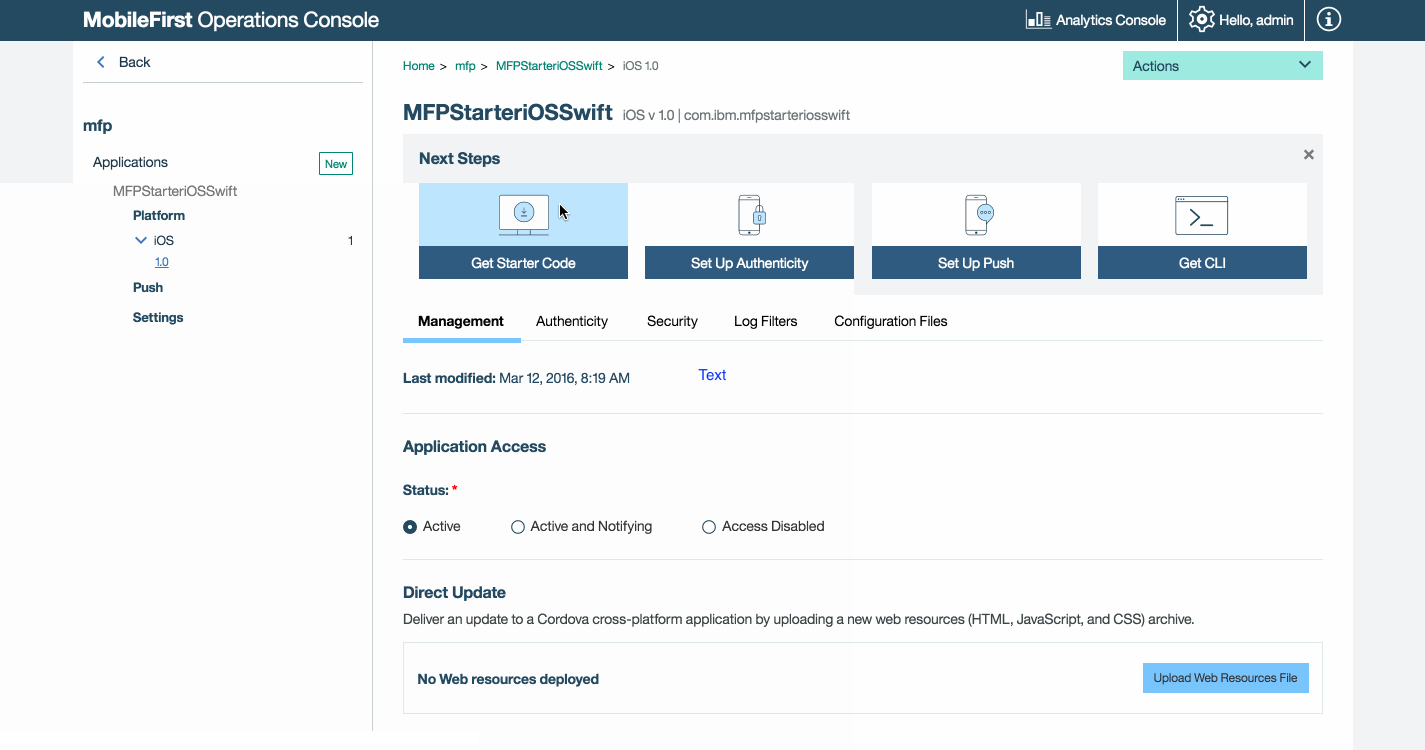 MobileFirst Operations Console
Analytics Console
Hello, admin
Back
mfp
Applications
New
MFPStarteriOSSwift
Platform
iOS
1
1.0
Push
Settings
Home > mfp > MFPStarteriOSSwift > iOS 1.0
Actions
MFPStarteriOSSwift iOS v 1.0 | com.ibm.mfpstarteriosswift
Next Steps
Get Starter Code
Set Up Authenticity
Set Up Push
Get CLI
Management
Authenticity
Security
Log Filters
Configuration Files
Last modified: Mar 12, 2016, 8:19 AM
Text
Application Access
Status: *
Active
Active and Notifying
Access Disabled
Direct Update
Deliver an update to a Cordova cross-platform application by uploading a new web resources (HTML, JavaScript, and CSS) archive.
No Web resources deployed
Upload Web Resources File